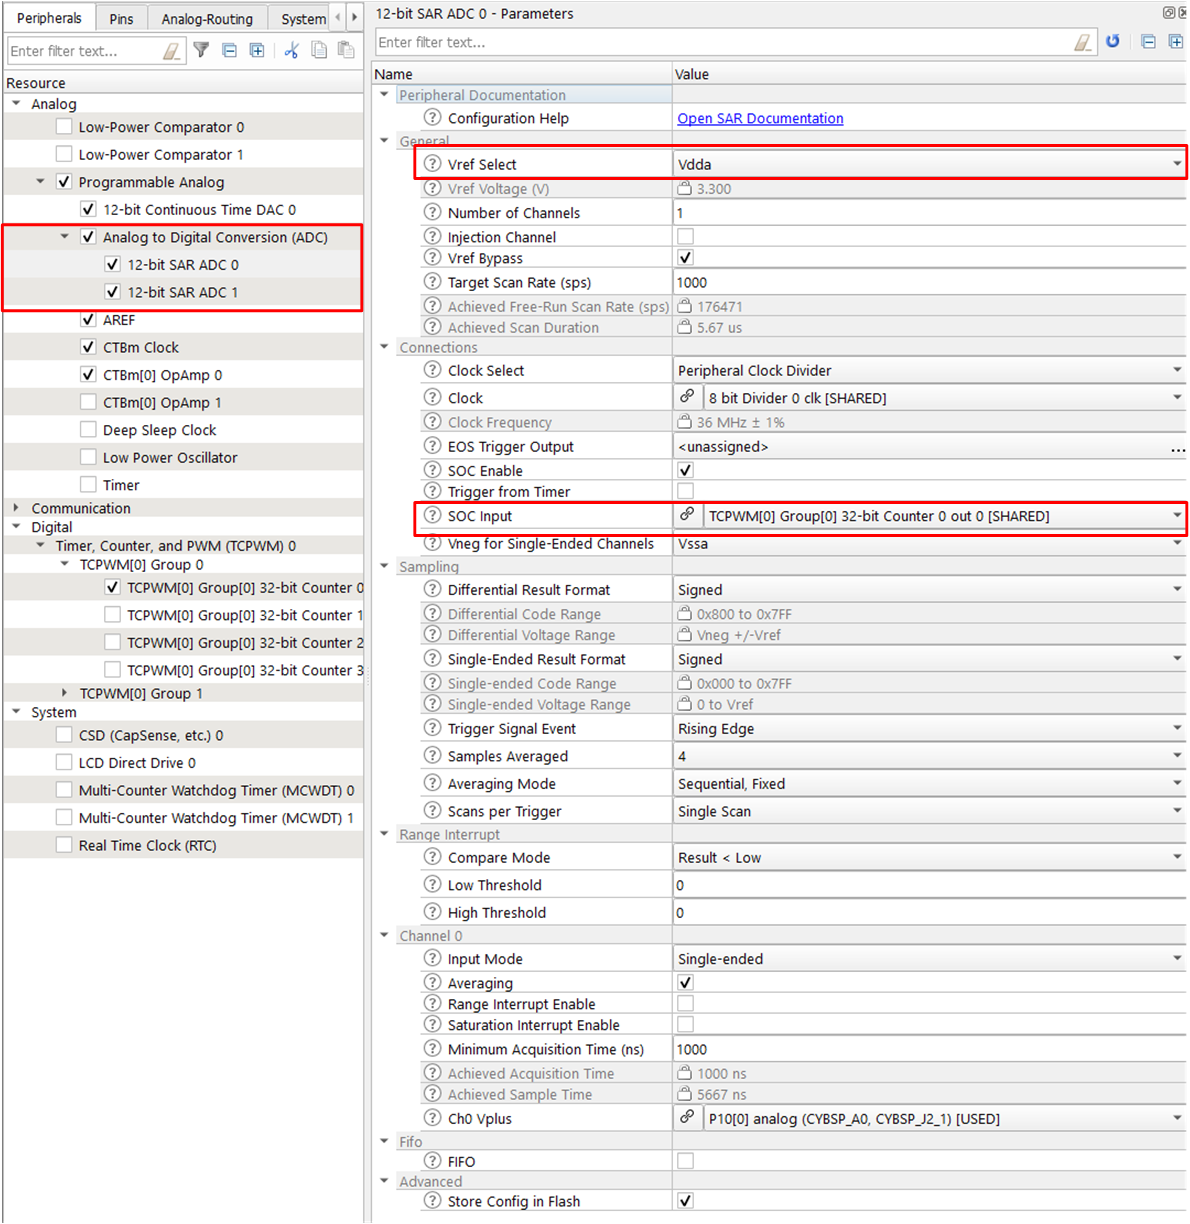 Peripherals Pins Analog-Routing System
Enter filter text...
Resource
Analog
Low-Power Comparator 0
Low-Power Comparator 1
Programmable Analog
12-bit Continuous Time DAC 0
Analog to Digital Conversion (ADC)
12-bit SAR ADC 0
12-bit SAR ADC 1
AREF
CTBm Clock
CTBm[0] OpAmp 0
CTBm[0] OpAmp 1
Deep Sleep Clock
Low Power Oscillator
Timer
Communication
Digital
Timer, Counter, and PWM (TCPWM) 0
TCPWM[0] Group 0
TCPWM[0] Group[0] 32-bit Counter 0
TCPWM[0] Group[0] 32-bit Counter 1
TCPWM[0] Group[0] 32-bit Counter 2
TCPWM[0] Group[0] 32-bit Counter 3
TCPWM[0] Group 1
System
CSD (CapSense, etc.) 0
LCD Direct Drive 0
Multi-Counter Watchdog Timer (MCWDT) 0
Multi-Counter Watchdog Timer (MCWDT) 1
Real Time Clock (RTC)
12-bit SAR ADC 0 - Parameters
Enter filter text...
Name Value
Peripheral Documentation
Configuration Help Open SAR Documentation
General
Vref Select Vdda
Vref Voltage (V) 3.300
Number of Channels 1
Injection Channel
Vref Bypass
Target Scan Rate (sps) 1000
Achieved Free-Run Scan Rate (sps) 176471
Achieved Scan Duration 5.67 us
Connections
Clock Select Peripheral Clock Divider
Clock 8 bit Divider 0 clk [SHARED]
Clock Frequency 36 MHz ± 1%
EOS Trigger Output <unassigned> ...
SOC Enable
Trigger from Timer
SOC Input TCPWM[0] Group[0] 32-bit Counter 0 out 0 [SHARED]
Vneg for Single-Ended Channels Vssa
Sampling
Differential Result Format Signed
Differential Code Range 0x800 to 0x7FF
Differential Voltage Range Vneg +/-Vref
Single-Ended Result Format Signed
Single-ended Code Range 0x000 to 0x7FF
Single-ended Voltage Range 0 to Vref
Trigger Signal Event Rising Edge
Samples Averaged 4
Averaging Mode Sequential, Fixed
Scans per Trigger Single Scan
Range Interrupt
Compare Mode Result < Low
Low Threshold 0
High Threshold 0
Channel 0
Input Mode Single-ended
Averaging
Range Interrupt Enable
Saturation Interrupt Enable
Minimum Acquisition Time (ns) 1000
Achieved Acquisition Time 1000 ns
Achieved Sample Time 5667 ns
Ch0 Vplus P10[0] analog (CYBSP_A0, CYBSP_J2_1) [USED]
Fifo
FIFO
Advanced
Store Config in Flash